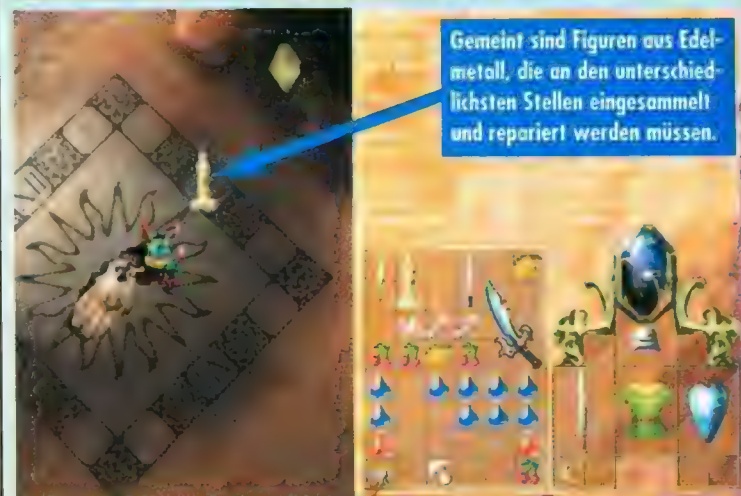 Gemeint sind Figuren aus Edel-
metall, die an den unterschied-
lichsten Stellen eingesammelt
und repariert werden müssen.